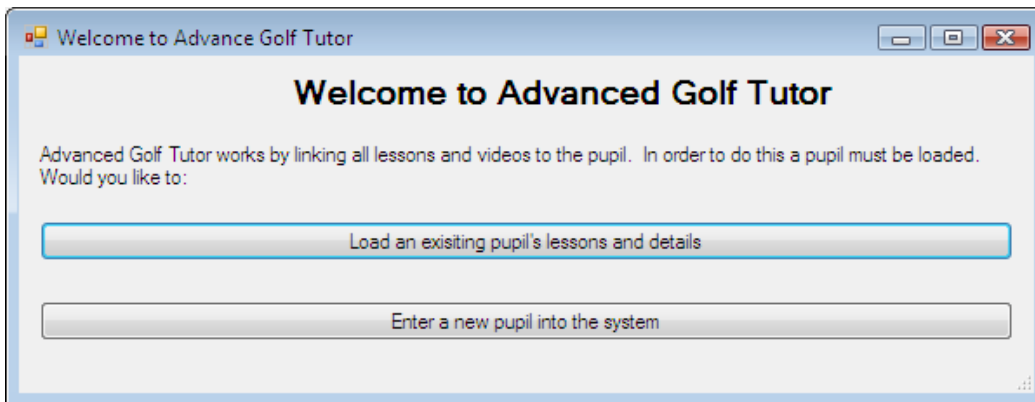 Welcome to Advance Golf Tutor
Welcome to Advanced Golf Tutor
Advanced Golf Tutor works by linking all lessons and videos to the pupil.  In order to do this a pupil must be loaded.
Would you like to:
Load an exisiting pupil's lessons and details
Enter a new pupil into the system